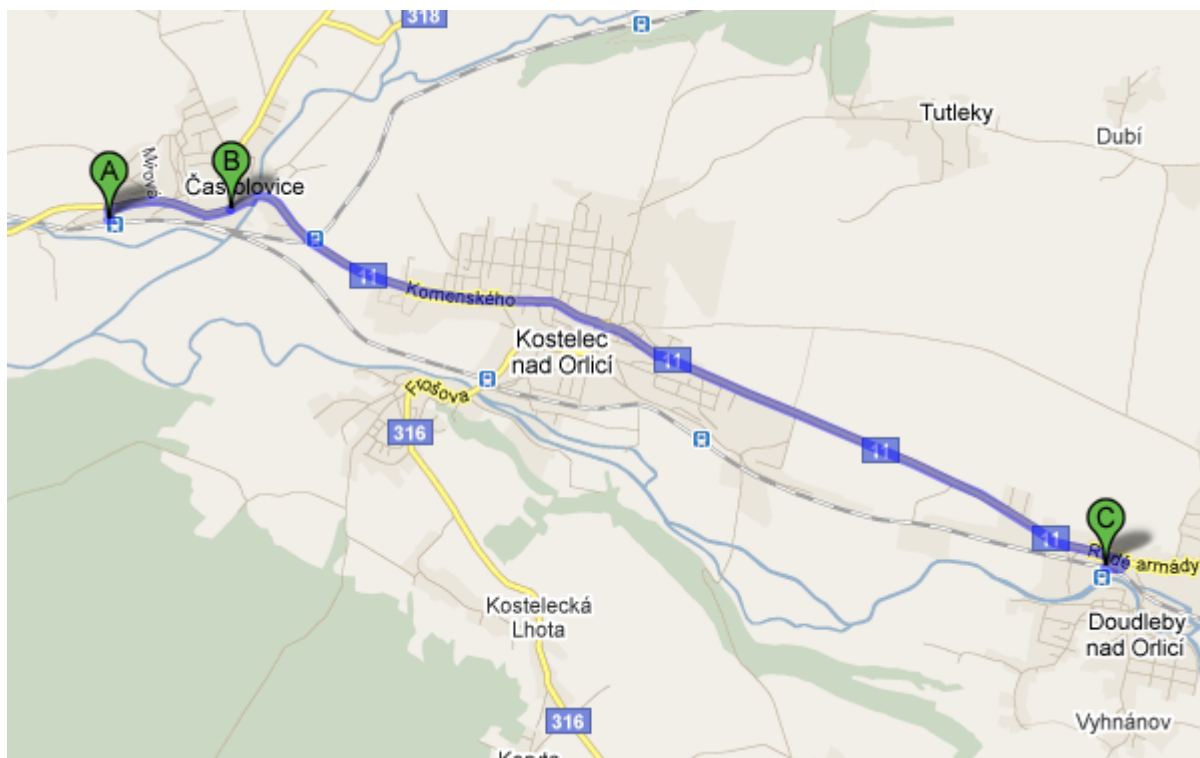 318
Tutleky
Dubí
Mírová
A
B
Častolovice
11
Komenského
Kostelec
nad Orlicí
11
Frošova
316
11
11
C
Rudé armády
Kostelecká
Lhota
Doudleby
nad Orlicí
316
Vyhnánov